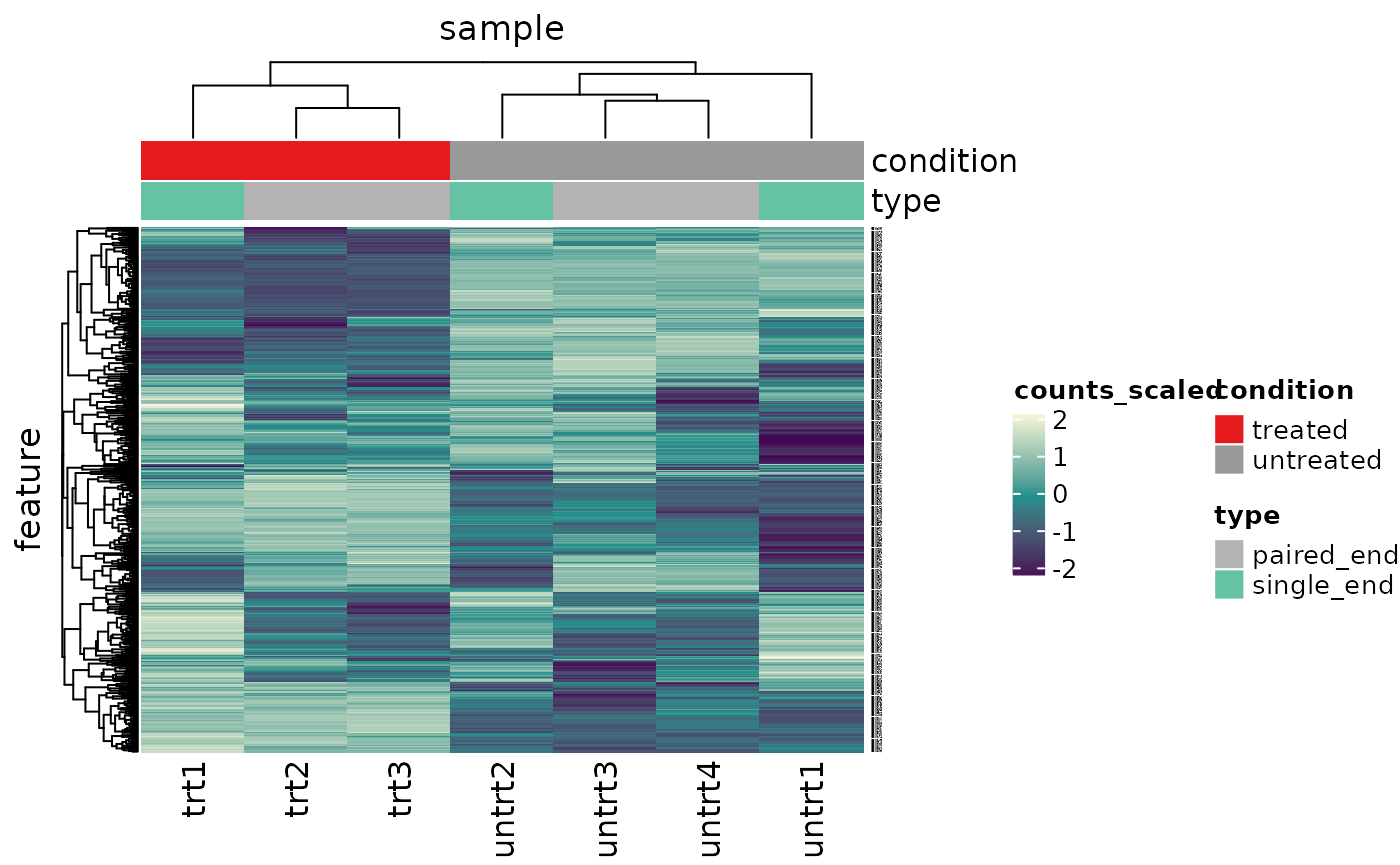 sample
condition
type
feature
trt1
trt2
trt3
untrt2
untrt3
untrt4
untrt1
counts_scaled
2
1
0
-1
-2
condition
treated
untreated
type
paired_end
single_end